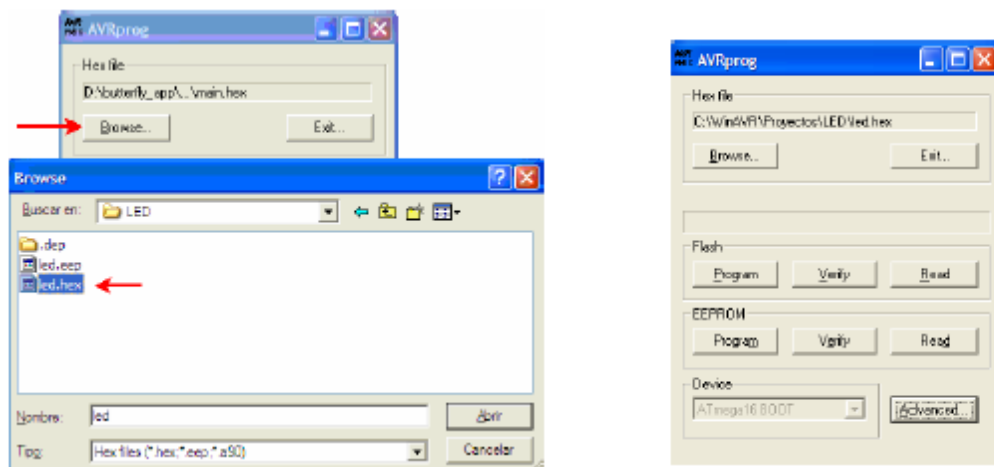 AVRprog
Hex file
D:\butterfly_app\...\main.hex
Browse...
Exit...
Browse
Buscar en:
LED
.dep
led.eep
led.hex
Nombre:
led
Abrir
Tipo:
Hex files (*.hex;*.eep;*.a90)
Cancelar
AVRprog
Hex file
C:\WinAVR\Proyectos\LED\led.hex
Browse...
Exit...
Flash
Program
Verify
Read
EEPROM
Program
Verify
Read
Device
ATmega16 BOOT
Advanced...